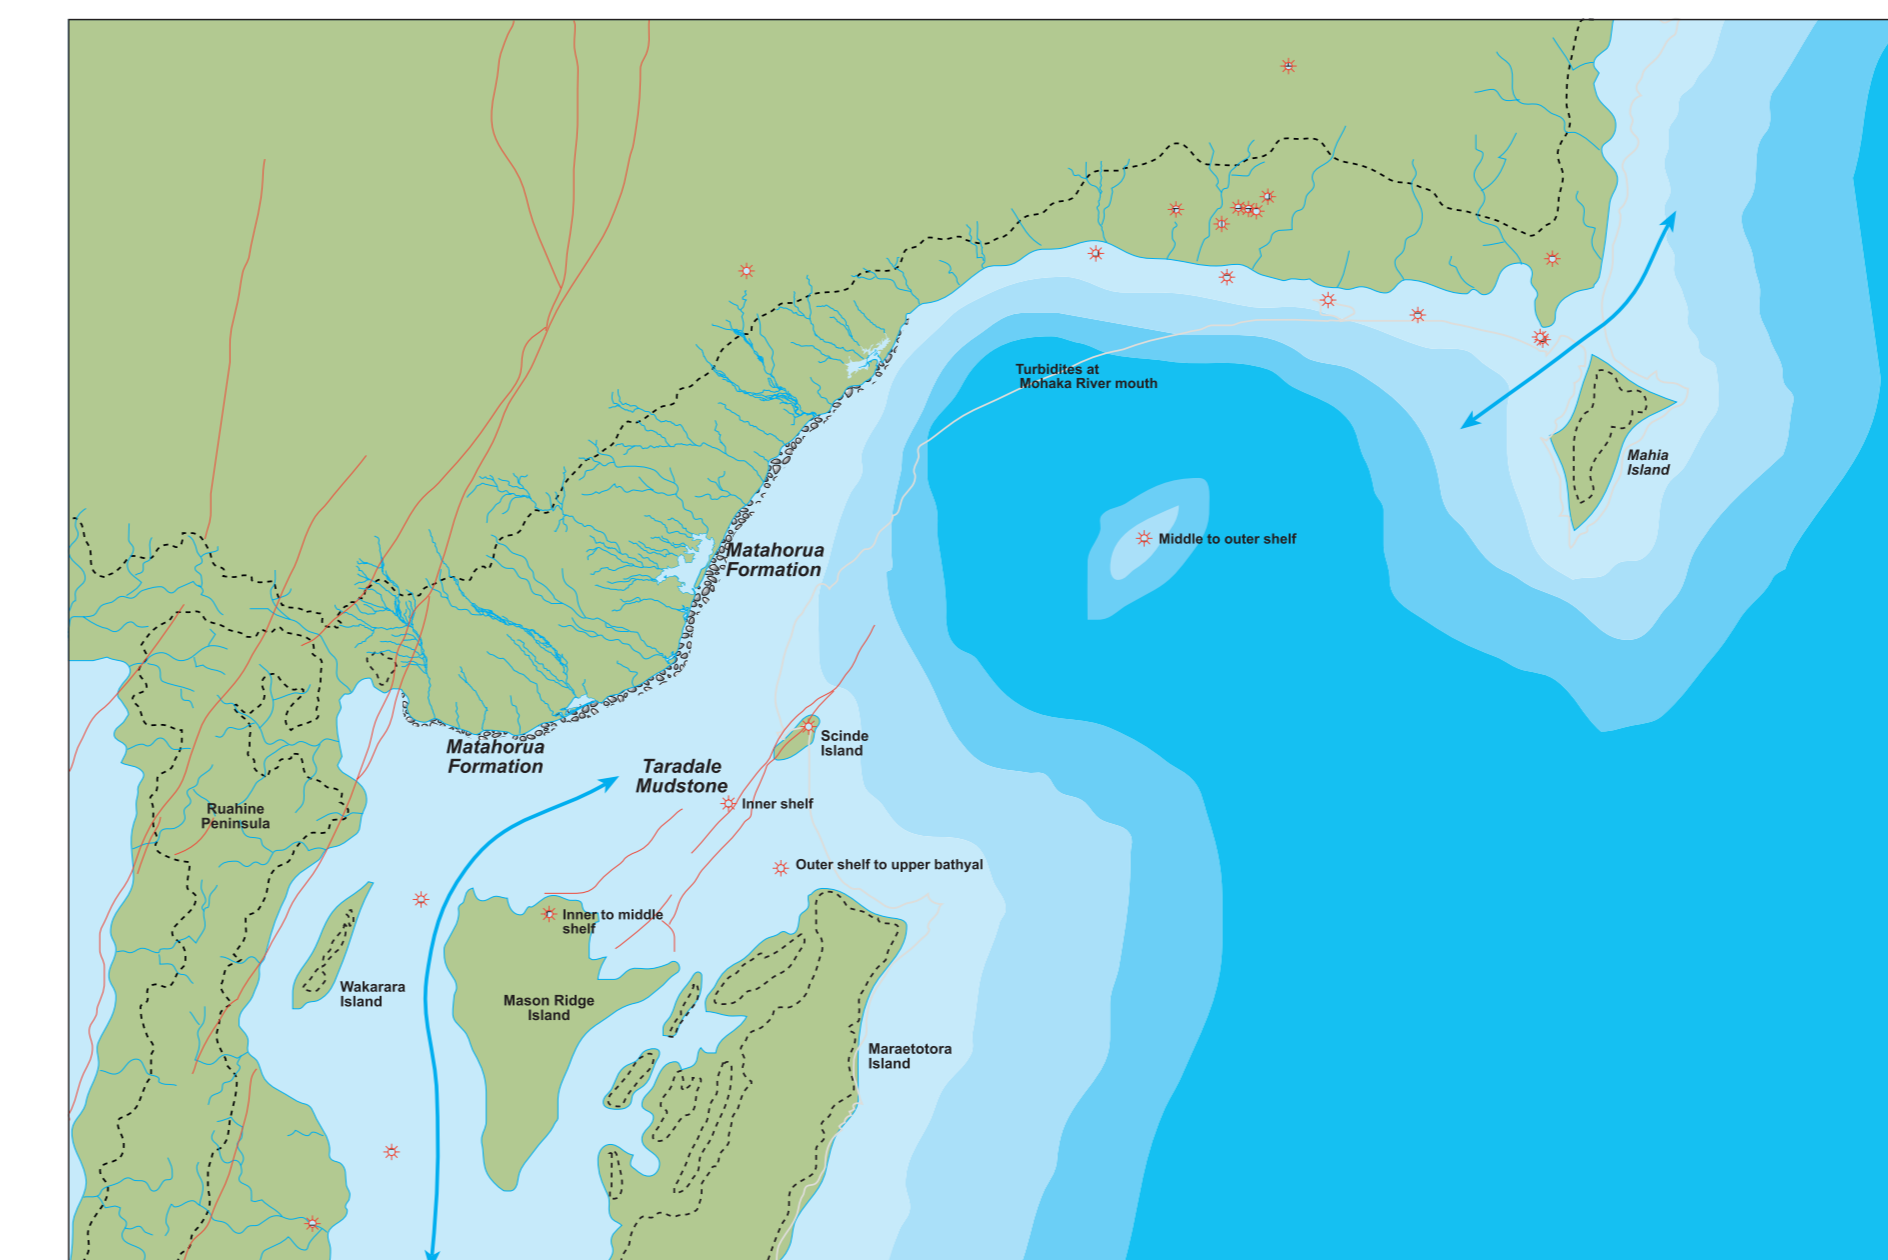 Turbidites at
Mohaka River mouth
Mahia
Island
Middle to outer shelf
Matahorua
Formation
Scinde
Island
Matahorua
Formation
Taradale
Mudstone
Inner shelf
Ruahine
Peninsula
Outer shelf to upper bathyal
Inner to middle
shelf
Wakarara
Island
Mason Ridge
Island
Maraetotora
Island